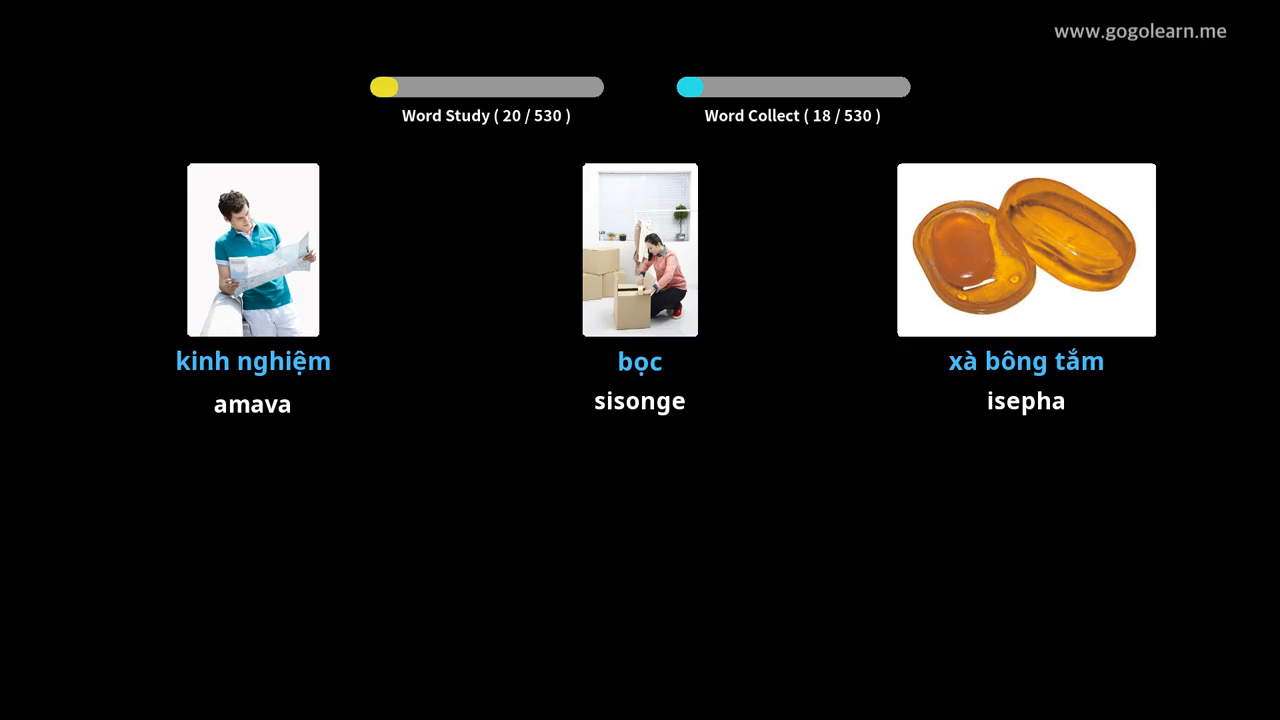 www.gogolearn.me
Word Study ( 20 / 530 )
Word Collect ( 18 / 530 )
kinh nghiệm
amava
bọc
sisonge
xà bông tắm
isepha